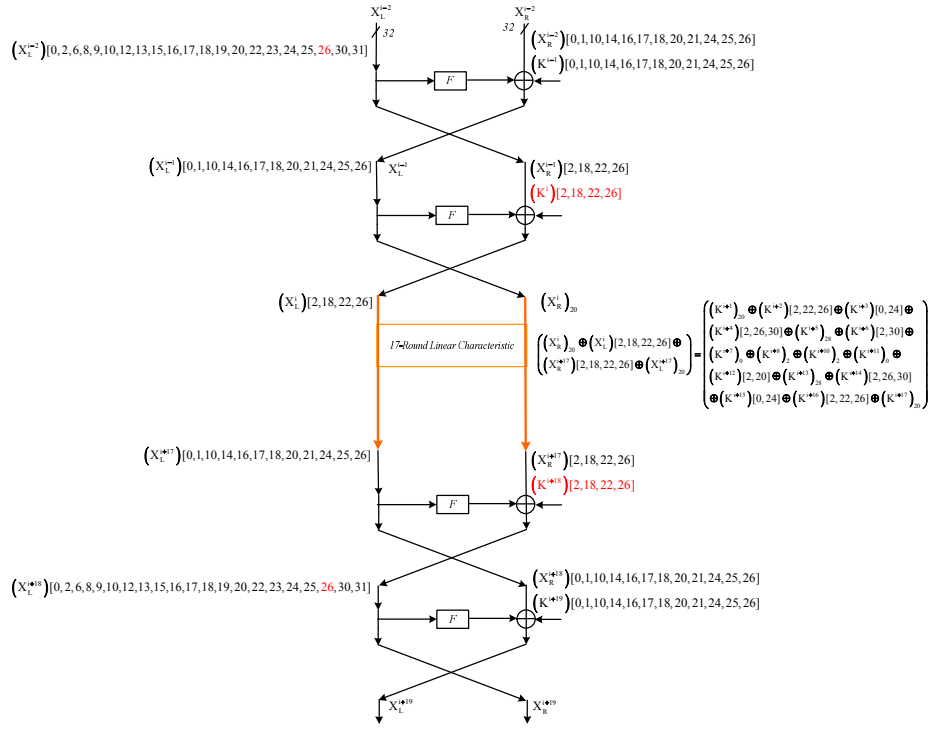 X_L^{i-2} X_R^{i-2}
32 32
(X_L^{i-2})[0,2,6,8,9,10,12,13,15,16,17,18,19,20,22,23,24,25,26,30,31]
(X_R^{i-2})[0,1,10,14,16,17,18,20,21,24,25,26]
(K^{i-1})[0,1,10,14,16,17,18,20,21,24,25,26]
F
(X_L^{i-1})[0,1,10,14,16,17,18,20,21,24,25,26] X_L^{i-1} (X_R^{i-1})[2,18,22,26]
(K^i)[2,18,22,26]
F
(X_L^i)[2,18,22,26] (X_R^i)_{20}
17-Round Linear Characteristic
((X_R^i)_{20}⊕(X_L^i)[2,18,22,26]⊕
(X_R^{i+17})[2,18,22,26]⊕(X_L^{i+17})_{20})
=
((K^{i+1})_{20}⊕(K^{i+2})[2,22,26]⊕(K^{i+3})[0,24]⊕
(K^{i+4})[2,26,30]⊕(K^{i+5})_{28}⊕(K^{i+6})[2,30]⊕
(K^{i+7})_0⊕(K^{i+8})_2⊕(K^{i+10})_2⊕(K^{i+11})_0⊕
(K^{i+12})[2,20]⊕(K^{i+13})_{28}⊕(K^{i+14})[2,26,30]
⊕(K^{i+15})[0,24]⊕(K^{i+16})[2,22,26]⊕(K^{i+17})_{20})
(X_L^{i+17})[0,1,10,14,16,17,18,20,21,24,25,26] (X_R^{i+17})[2,18,22,26]
(K^{i+18})[2,18,22,26]
F
(X_L^{i+18})[0,2,6,8,9,10,12,13,15,16,17,18,19,20,22,23,24,25,26,30,31] (X_R^{i+18})[0,1,10,14,16,17,18,20,21,24,25,26]
(K^{i+19})[0,1,10,14,16,17,18,20,21,24,25,26]
F
X_L^{i+19} X_R^{i+19}